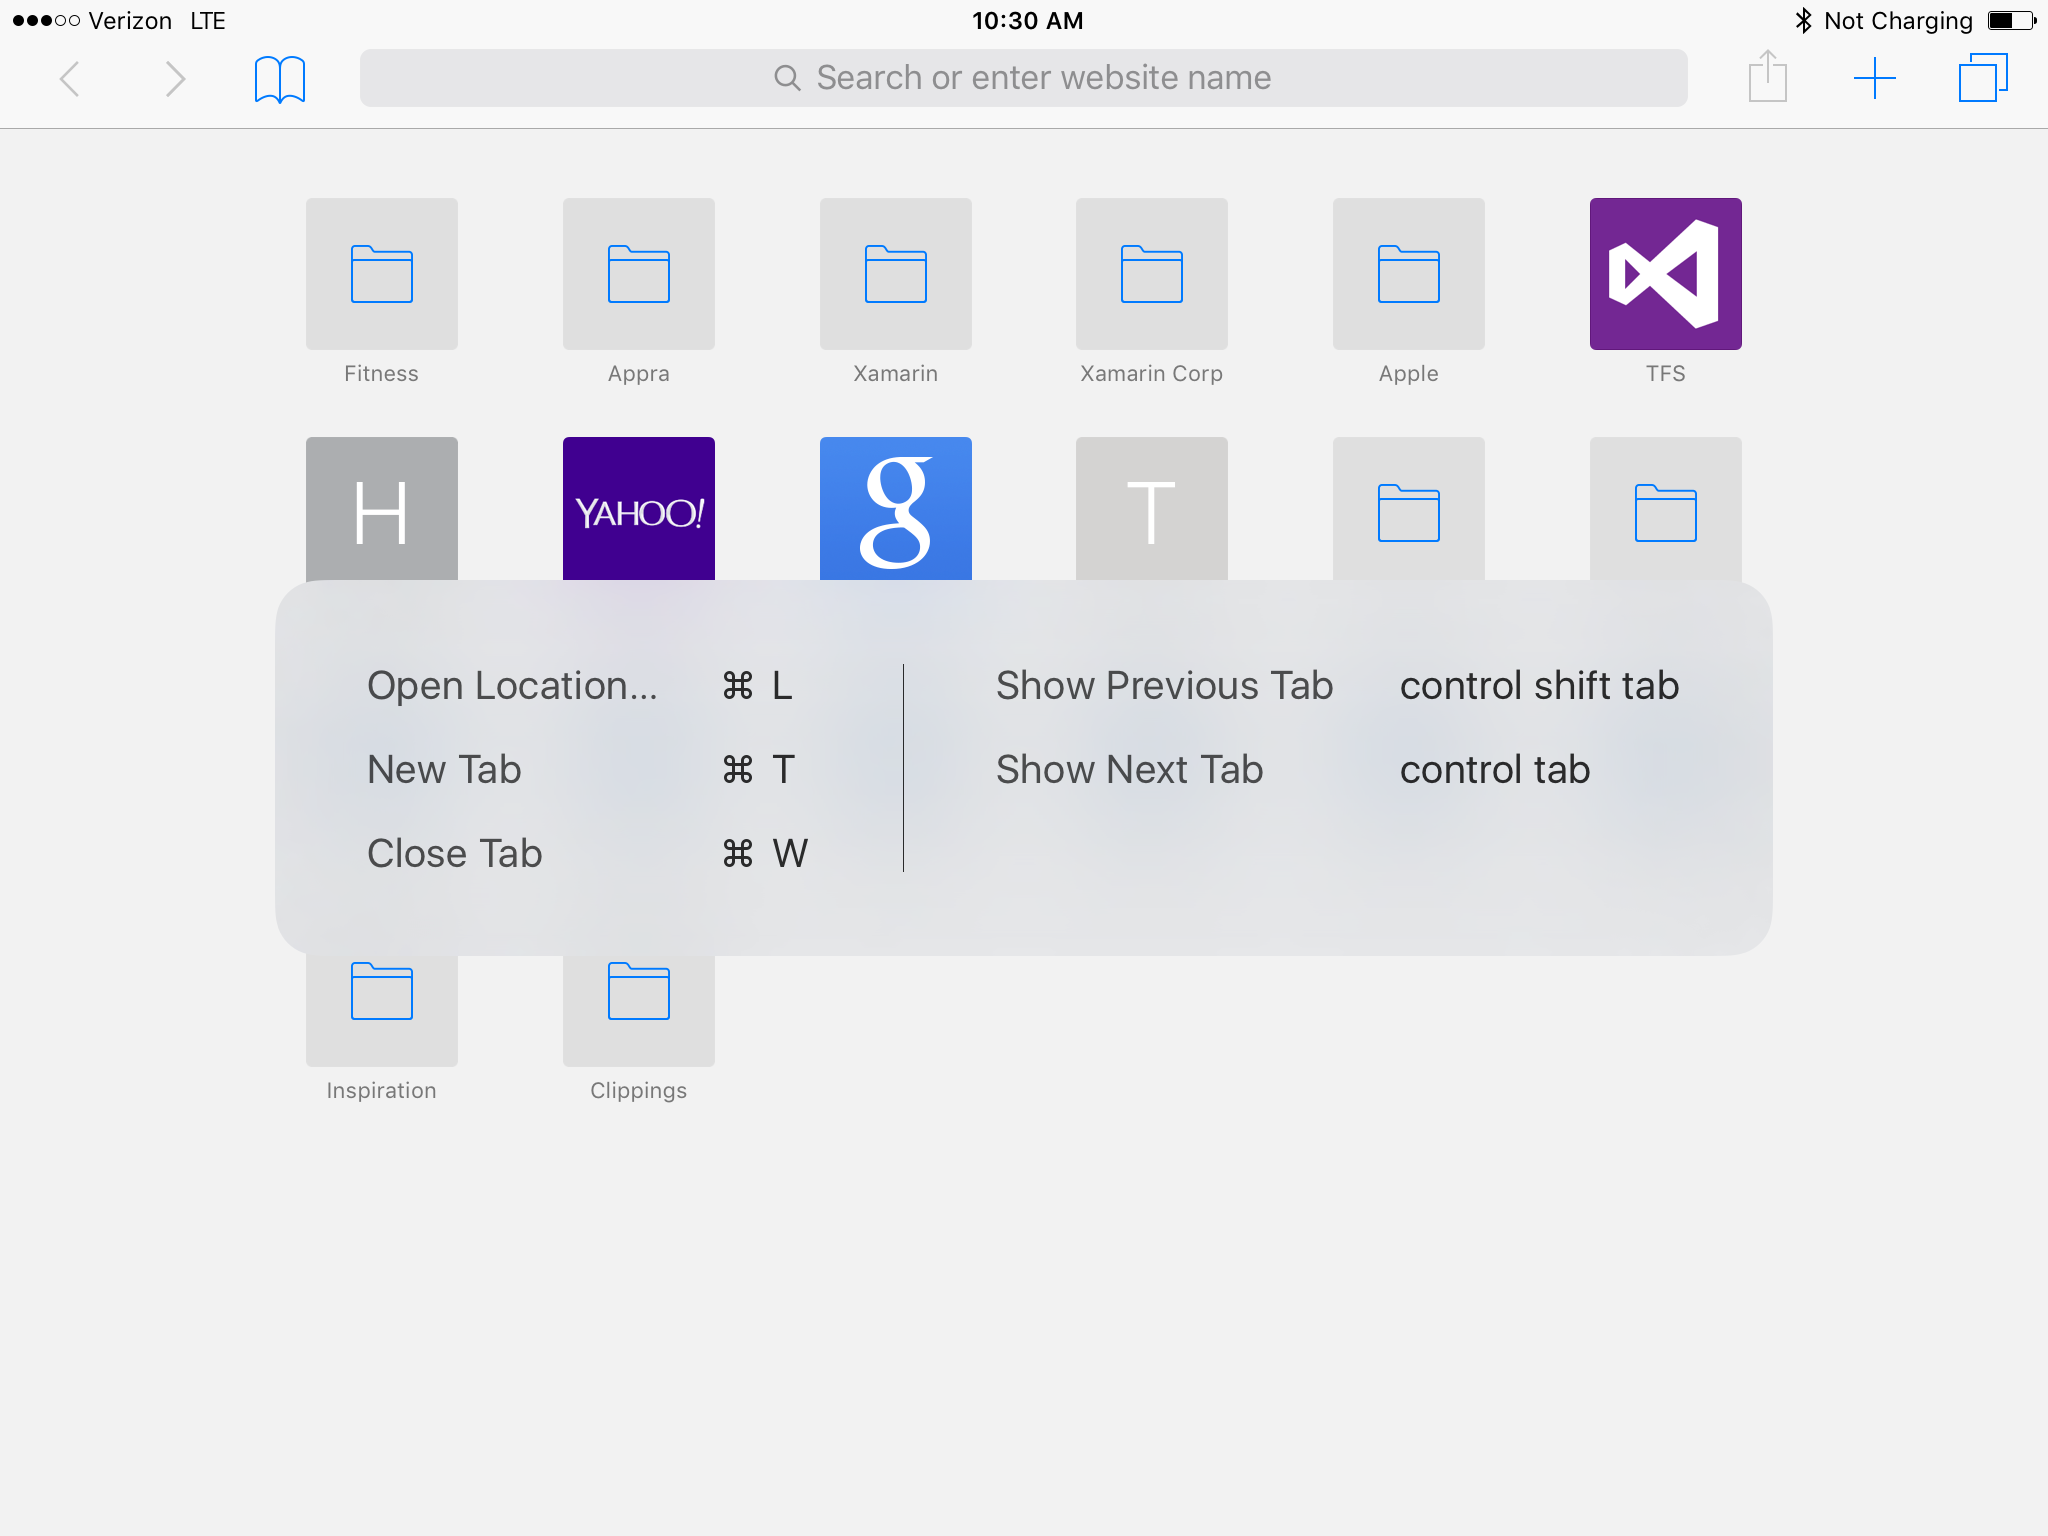 Verizon LTE 10:30 AM Not Charging
Search or enter website name
Fitness Appra Xamarin Xamarin Corp Apple TFS
H YAHOO! g T
Open Location... ⌘ L Show Previous Tab control shift tab
New Tab ⌘ T Show Next Tab control tab
Close Tab ⌘ W
Inspiration Clippings